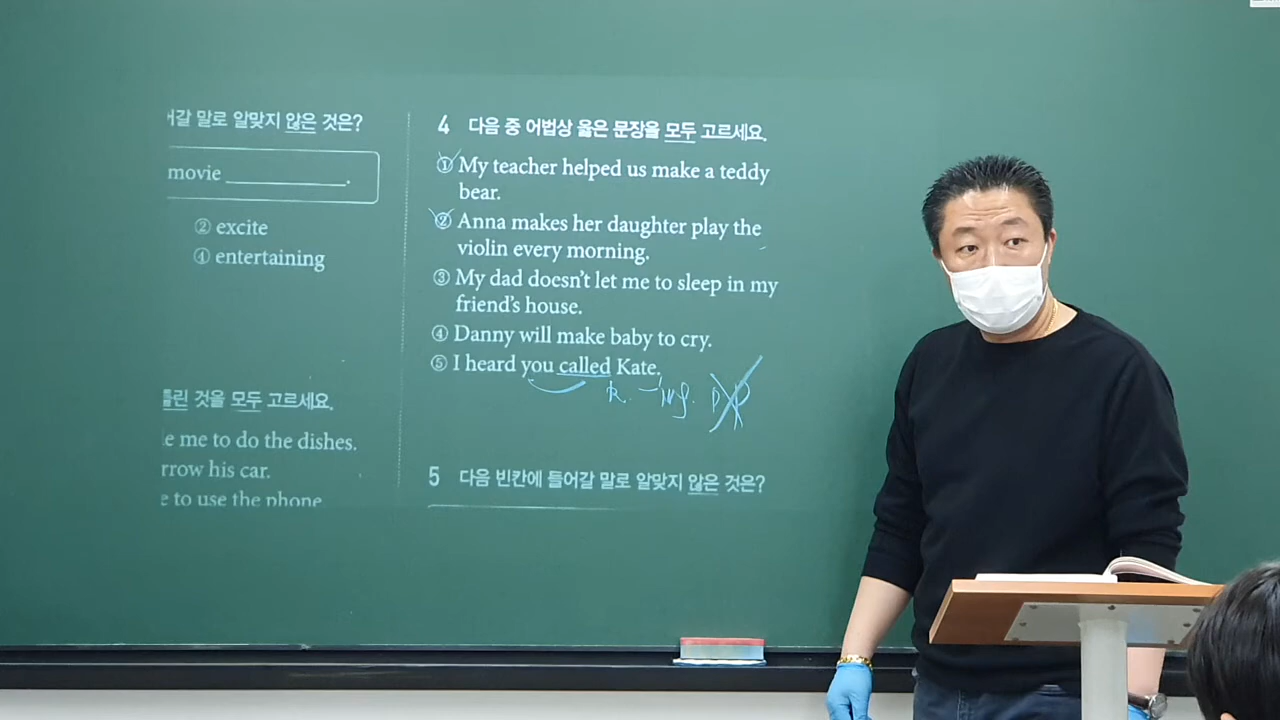 갈 말로 알맞지 않은 것은?
movie ____________.
② excite
④ entertaining
틀린 것을 모두 고르세요.
e me to do the dishes.
rrow his car.
e to use the phone
4 다음 중 어법상 옳은 문장을 모두 고르세요.
① My teacher helped us make a teddy
bear.
② Anna makes her daughter play the
violin every morning.
③ My dad doesn't let me to sleep in my
friend's house.
④ Danny will make baby to cry.
⑤ I heard you called Kate.
R. -ing. P.P
5 다음 빈칸에 들어갈 말로 알맞지 않은 것은?